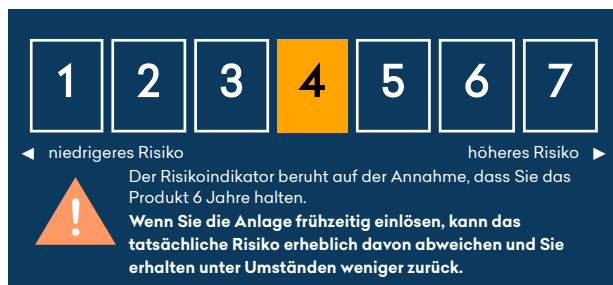 1 2 3 4 5 6 7
◄ niedrigeres Risiko höheres Risiko ►
Der Risikoindikator beruht auf der Annahme, dass Sie das
Produkt 6 Jahre halten.
!
Wenn Sie die Anlage frühzeitig einlösen, kann das
tatsächliche Risiko erheblich davon abweichen und Sie
erhalten unter Umständen weniger zurück.